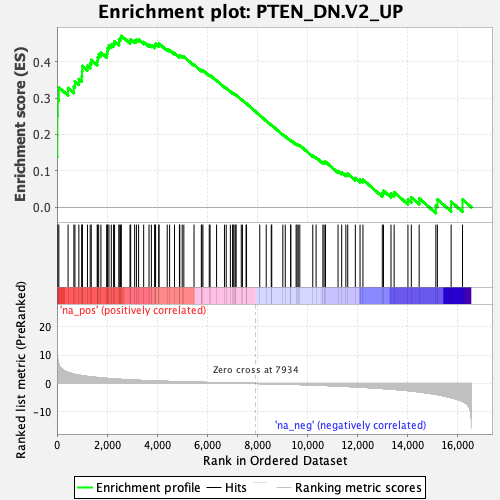 Enrichment plot: PTEN_DN.V2_UP
Enrichment score (ES)
0.4
0.3
0.2
0.1
0.0
'na_pos' (positively correlated)
Ranked list metric (PreRanked)
20
10
0
-10
Zero cross at 7934
'na_neg' (negatively correlated)
0 2,000 4,000 6,000 8,000 10,000 12,000 14,000 16,000
Rank in Ordered Dataset
Enrichment profile Hits Ranking metric scores